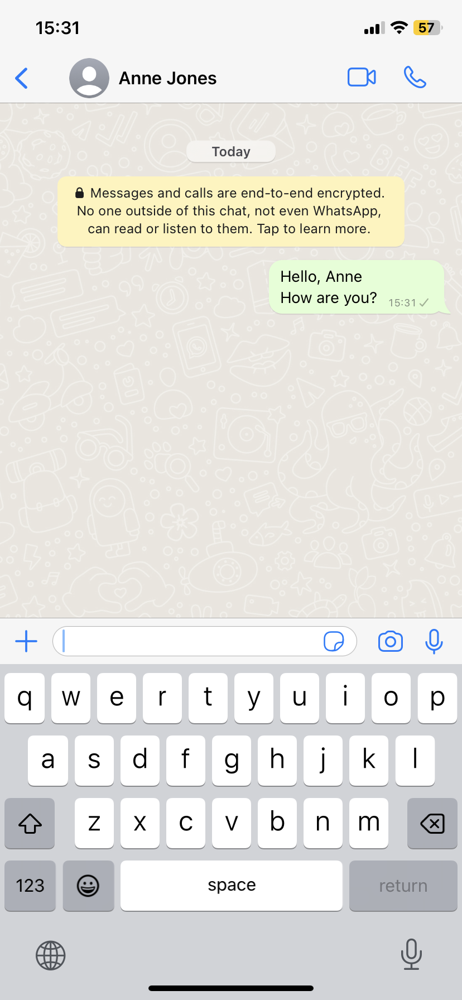 15:31
57
Anne Jones
Today
Messages and calls are end-to-end encrypted.
No one outside of this chat, not even WhatsApp,
can read or listen to them. Tap to learn more.
Hello, Anne
How are you?
15:31
q w e r t y u i o p
a s d f g h j k l
z x c v b n m
123 space return